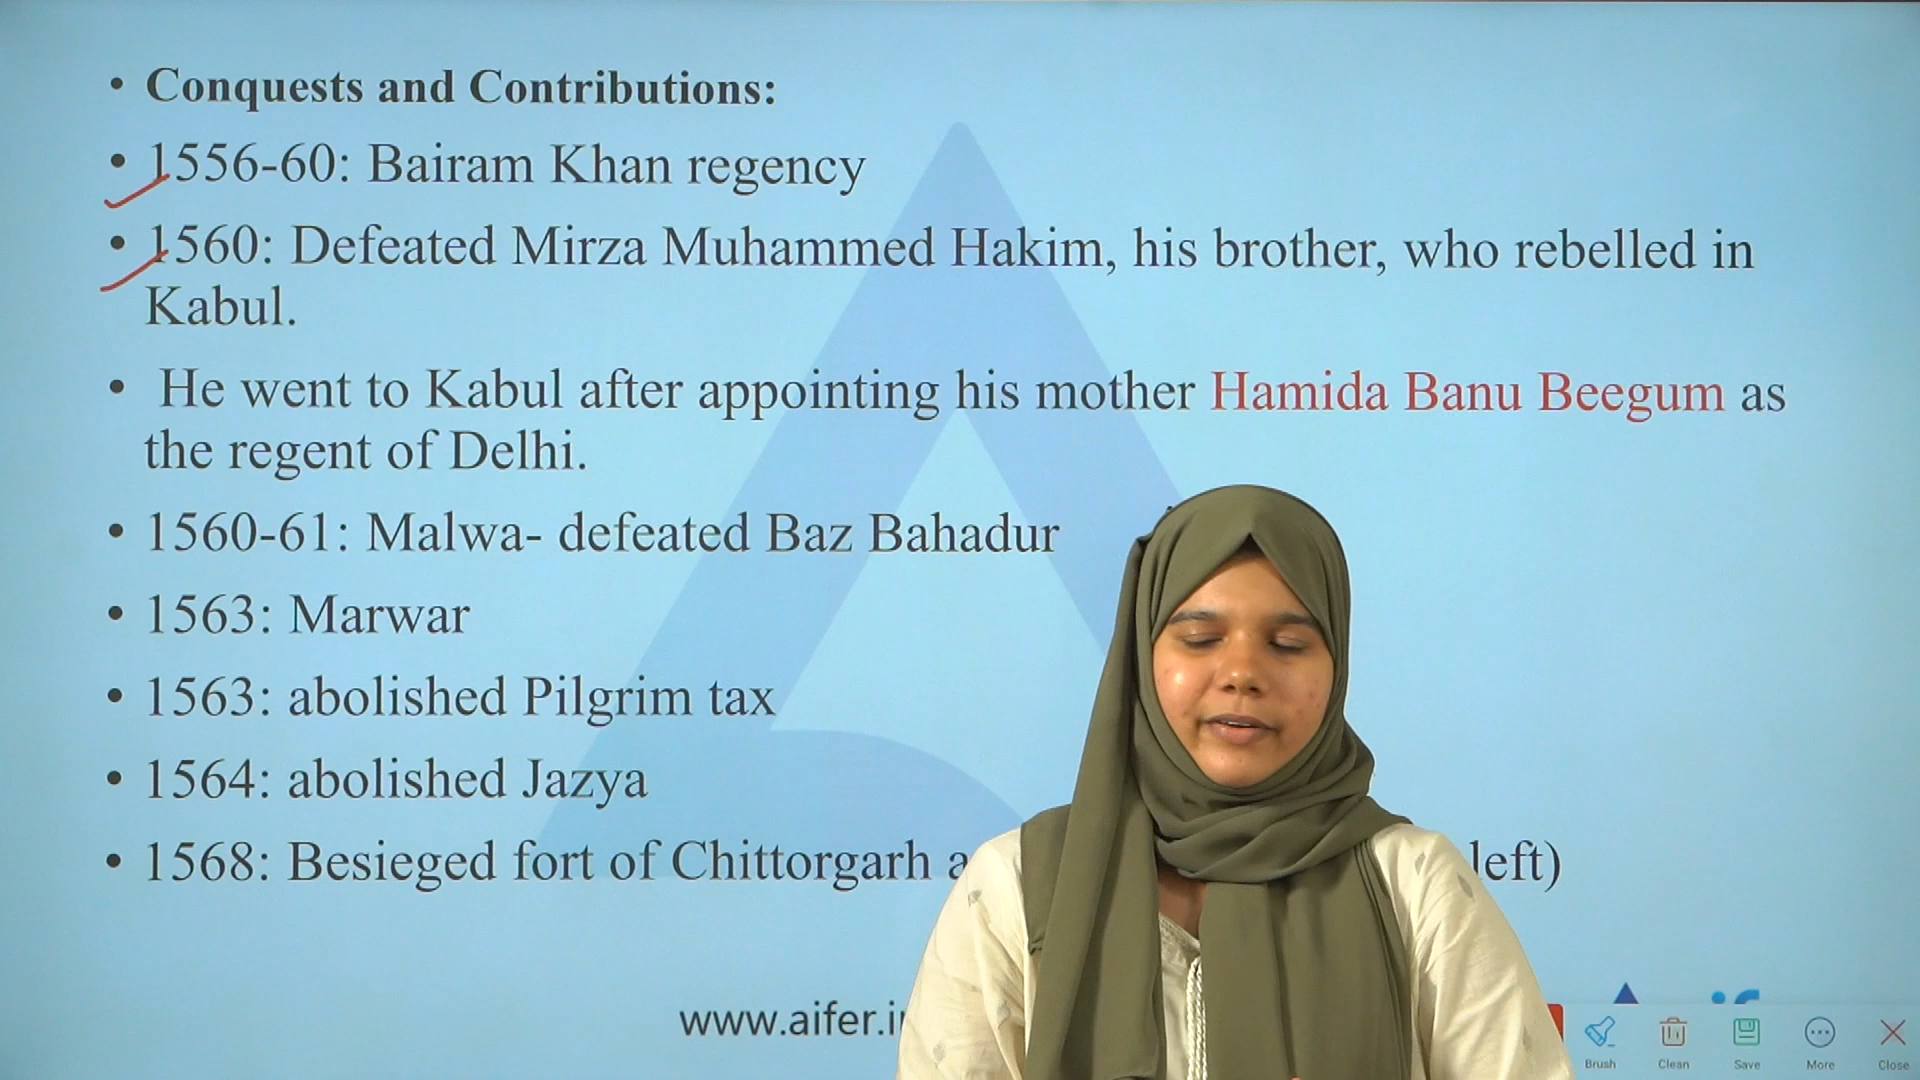 • Conquests and Contributions:
• 1556-60: Bairam Khan regency
• 1560: Defeated Mirza Muhammed Hakim, his brother, who rebelled in
Kabul.
• He went to Kabul after appointing his mother Hamida Banu Beegum as
the regent of Delhi.
• 1560-61: Malwa- defeated Baz Bahadur
• 1563: Marwar
• 1563: abolished Pilgrim tax
• 1564: abolished Jazya
• 1568: Besieged fort of Chittorgarh left)
www.aifer.i
Brush Clean Save More Close